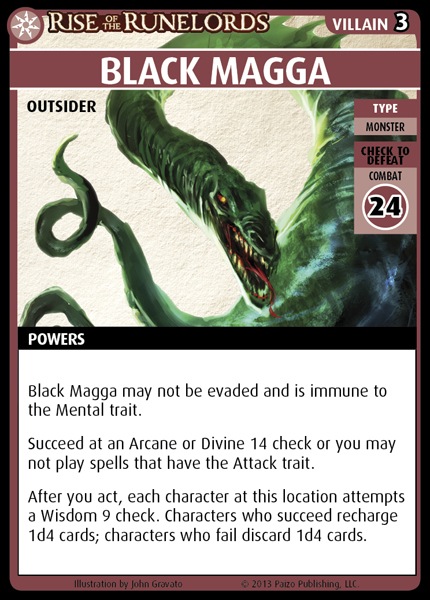 RISE OF THE RUNELORDS VILLAIN 3
BLACK MAGGA
OUTSIDER
TYPE
MONSTER
CHECK TO
DEFEAT
COMBAT
24
POWERS
Black Magga may not be evaded and is immune to
the Mental trait.
Succeed at an Arcane or Divine 14 check or you may
not play spells that have the Attack trait.
After you act, each character at this location attempts
a Wisdom 9 check. Characters who succeed recharge
1d4 cards; characters who fail discard 1d4 cards.
Illustration by John Gravato © 2013 Paizo Publishing, LLC.